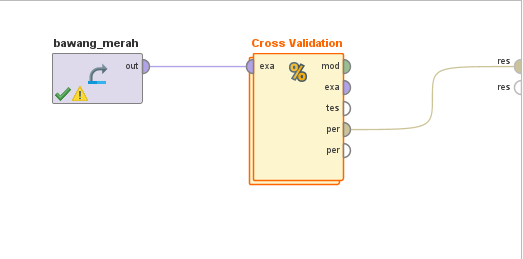 bawang_merah
out
Cross Validation
exa
%
mod
exa
tes
per
per
res
res